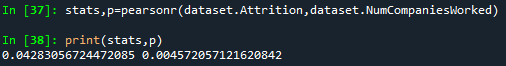 In [37]: stats,p=pearsonr(dataset.Attrition,dataset.NumCompaniesWorked)
In [38]: print(stats,p)
0.04283056724472085 0.004572057121620842